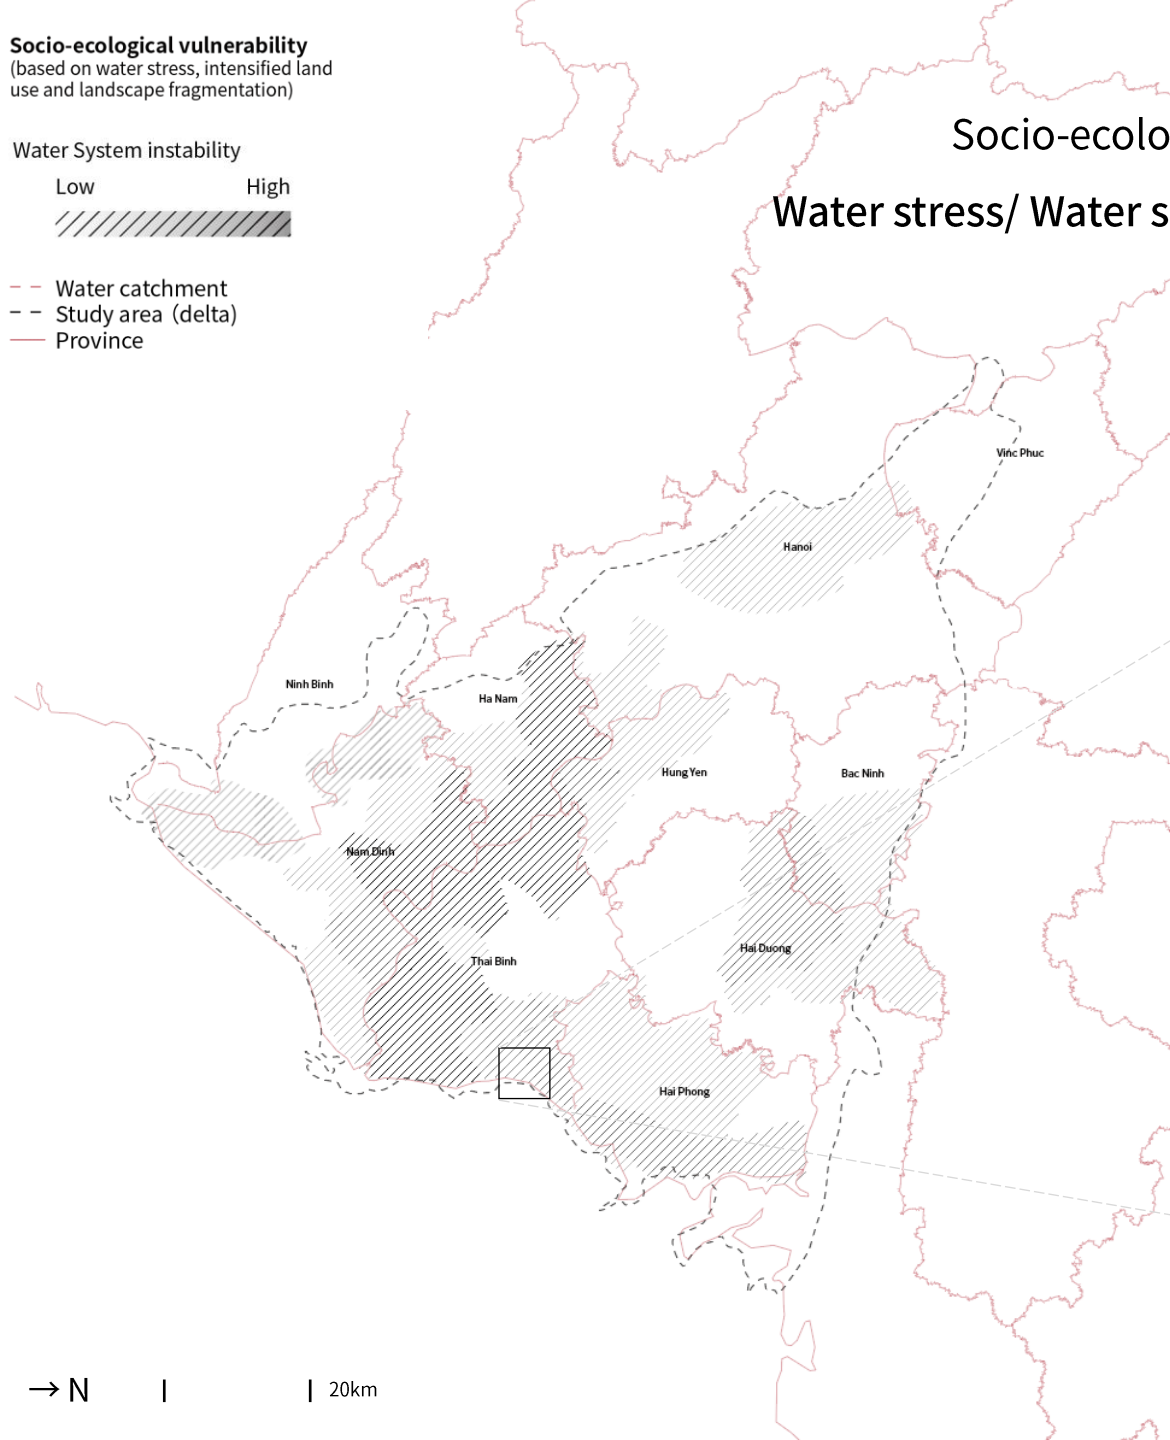 Socio-ecological vulnerability
(based on water stress, intensified land
use and landscape fragmentation)
Water System instability
Low High
Water catchment
Study area (delta)
Province
Socio-ecolo
Water stress/ Water s
Vinc Phuc
Hanoi
Ninh Binh
Ha Nam
Hung Yen
Bac Ninh
Nam Dinh
Hai Duong
Thai Binh
Hai Phong
→ N
20km